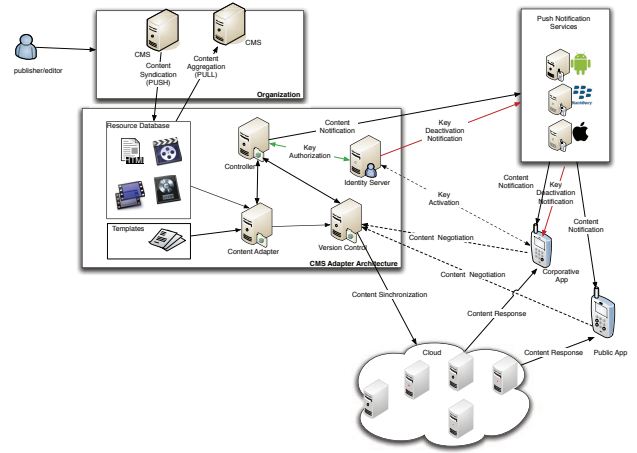 Push Notification
Services
CMS
CMS
publisher/editor
Content
Syndication
(PUSH)
Content
Aggregation
(PULL)
Organization
BlackBerry
Resource Database
HTML
Content
Notification
Key
Deactivation
Notification
Key
Authorization
Controller
Identity Server
Content
Notification
Key
Deactivation
Notification
Content
Notification
Key
Activation
Templates
Content Adapter
Version Control
Content Negotiation
CMS Adapter Architecture
Corporative
App
Content Negotiation
Content Sinchronization
Content Response
Cloud
Content Response
Public App